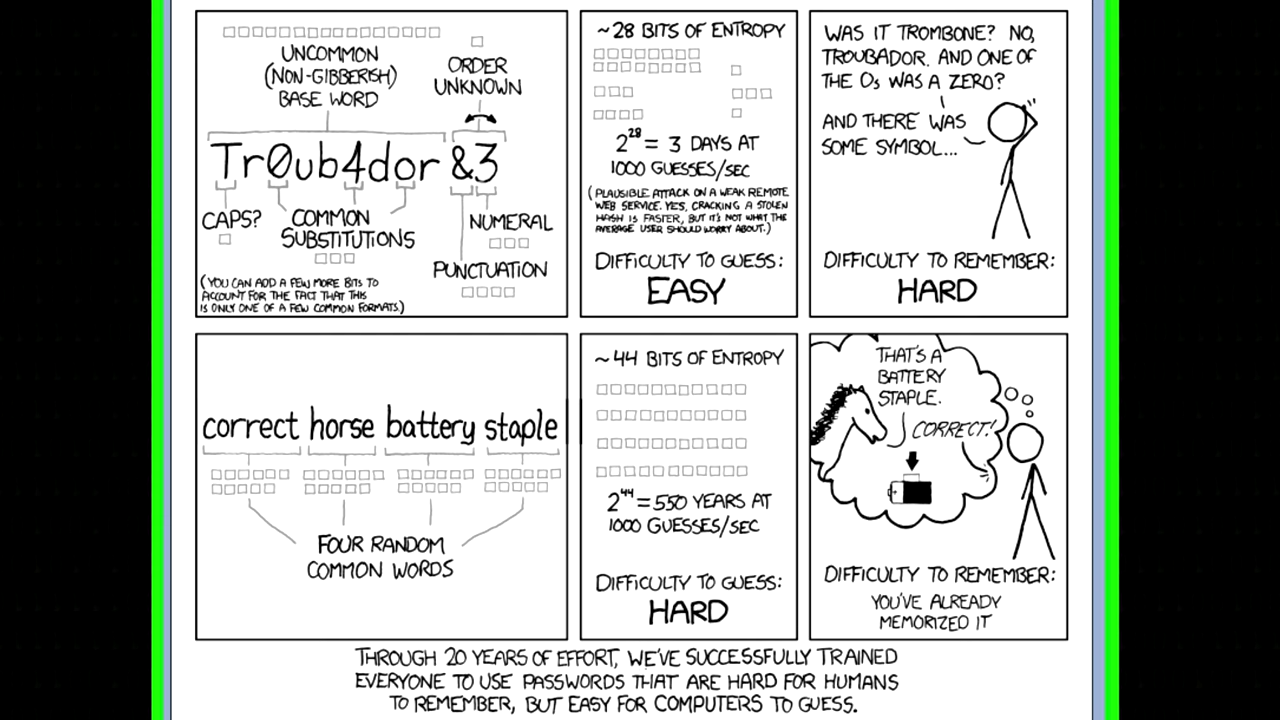 UNCOMMON
(NON-GIBBERISH)
BASE WORD
ORDER
UNKNOWN
Tr0ub4dor &3
CAPS?
COMMON
SUBSTITUTIONS
NUMERAL
PUNCTUATION
(YOU CAN ADD A FEW MORE BITS TO
ACCOUNT FOR THE FACT THAT THIS
IS ONLY ONE OF A FEW COMMON FORMATS.)
~28 BITS OF ENTROPY
2^28 = 3 DAYS AT
1000 GUESSES/SEC
(PLAUSIBLE ATTACK ON A WEAK REMOTE
WEB SERVICE. YES, CRACKING A STOLEN
HASH IS FASTER, BUT IT'S NOT WHAT THE
AVERAGE USER SHOULD WORRY ABOUT.)
DIFFICULTY TO GUESS:
EASY
WAS IT TROMBONE? NO,
TROUBADOR. AND ONE OF
THE Os WAS A ZERO?
AND THERE WAS
SOME SYMBOL...
DIFFICULTY TO REMEMBER:
HARD
correct horse battery staple
FOUR RANDOM
COMMON WORDS
~44 BITS OF ENTROPY
2^44 = 550 YEARS AT
1000 GUESSES/SEC
DIFFICULTY TO GUESS:
HARD
THAT'S A
BATTERY
STAPLE.
CORRECT!
DIFFICULTY TO REMEMBER:
YOU'VE ALREADY
MEMORIZED IT
THROUGH 20 YEARS OF EFFORT, WE'VE SUCCESSFULLY TRAINED
EVERYONE TO USE PASSWORDS THAT ARE HARD FOR HUMANS
TO REMEMBER, BUT EASY FOR COMPUTERS TO GUESS.